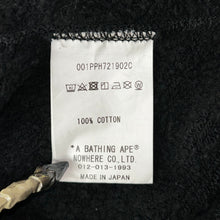 001PPH721902C
100% COTTON
*A BATHING APE®
NOWHERE CO.,LTD.
012-013-1993
MADE IN JAPAN